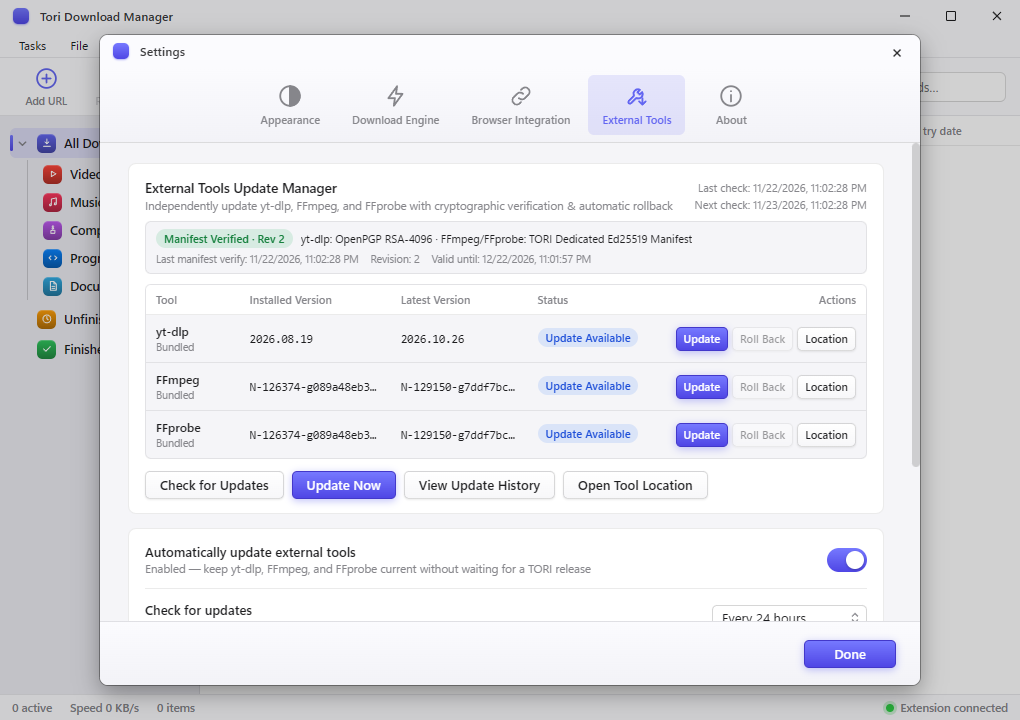 Tori Download Manager
Tasks File
Settings
Add URL
Appearance Download Engine Browser Integration External Tools About
All Do
Video
Music
Comp
Progr
Docu
Unfini
Finishe
try date
External Tools Update Manager
Independently update yt-dlp, FFmpeg, and FFprobe with cryptographic verification & automatic rollback
Last check: 11/22/2026, 11:02:28 PM
Next check: 11/23/2026, 11:02:28 PM
Manifest Verified · Rev 2 yt-dlp: OpenPGP RSA-4096 · FFmpeg/FFprobe: TORI Dedicated Ed25519 Manifest
Last manifest verify: 11/22/2026, 11:02:28 PM Revision: 2 Valid until: 12/22/2026, 11:01:57 PM
Tool Installed Version Latest Version Status Actions
yt-dlp
Bundled
2026.08.19 2026.10.26 Update Available Update Roll Back Location
FFmpeg
Bundled
N-126374-g089a48eb3… N-129150-g7ddf7bc… Update Available Update Roll Back Location
FFprobe
Bundled
N-126374-g089a48eb3… N-129150-g7ddf7bc… Update Available Update Roll Back Location
Check for Updates Update Now View Update History Open Tool Location
Automatically update external tools
Enabled — keep yt-dlp, FFmpeg, and FFprobe current without waiting for a TORI release
Check for updates
Every 24 hours
Done
0 active Speed 0 KB/s 0 items Extension connected